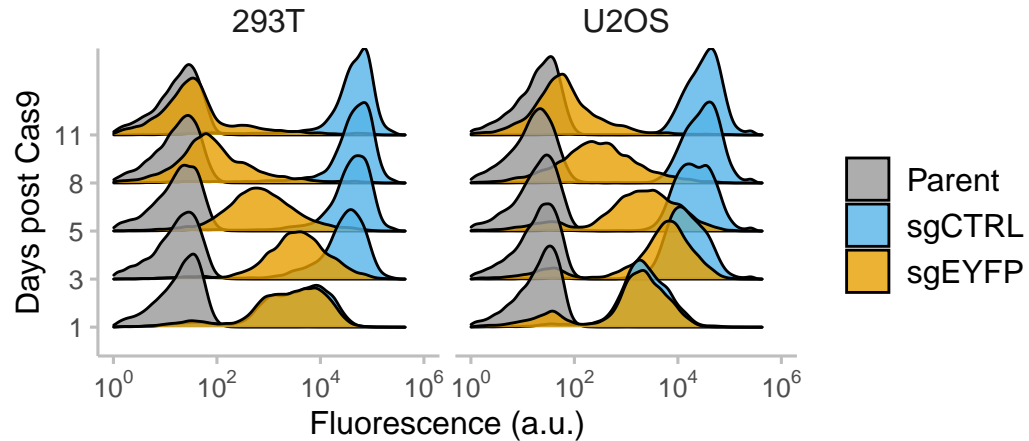 293T U2OS
Days post Cas9
11
8
5
3
1
10^0 10^2 10^4 10^6 10^0 10^2 10^4 10^6
Fluorescence (a.u.)
Parent
sgCTRL
sgEYFP